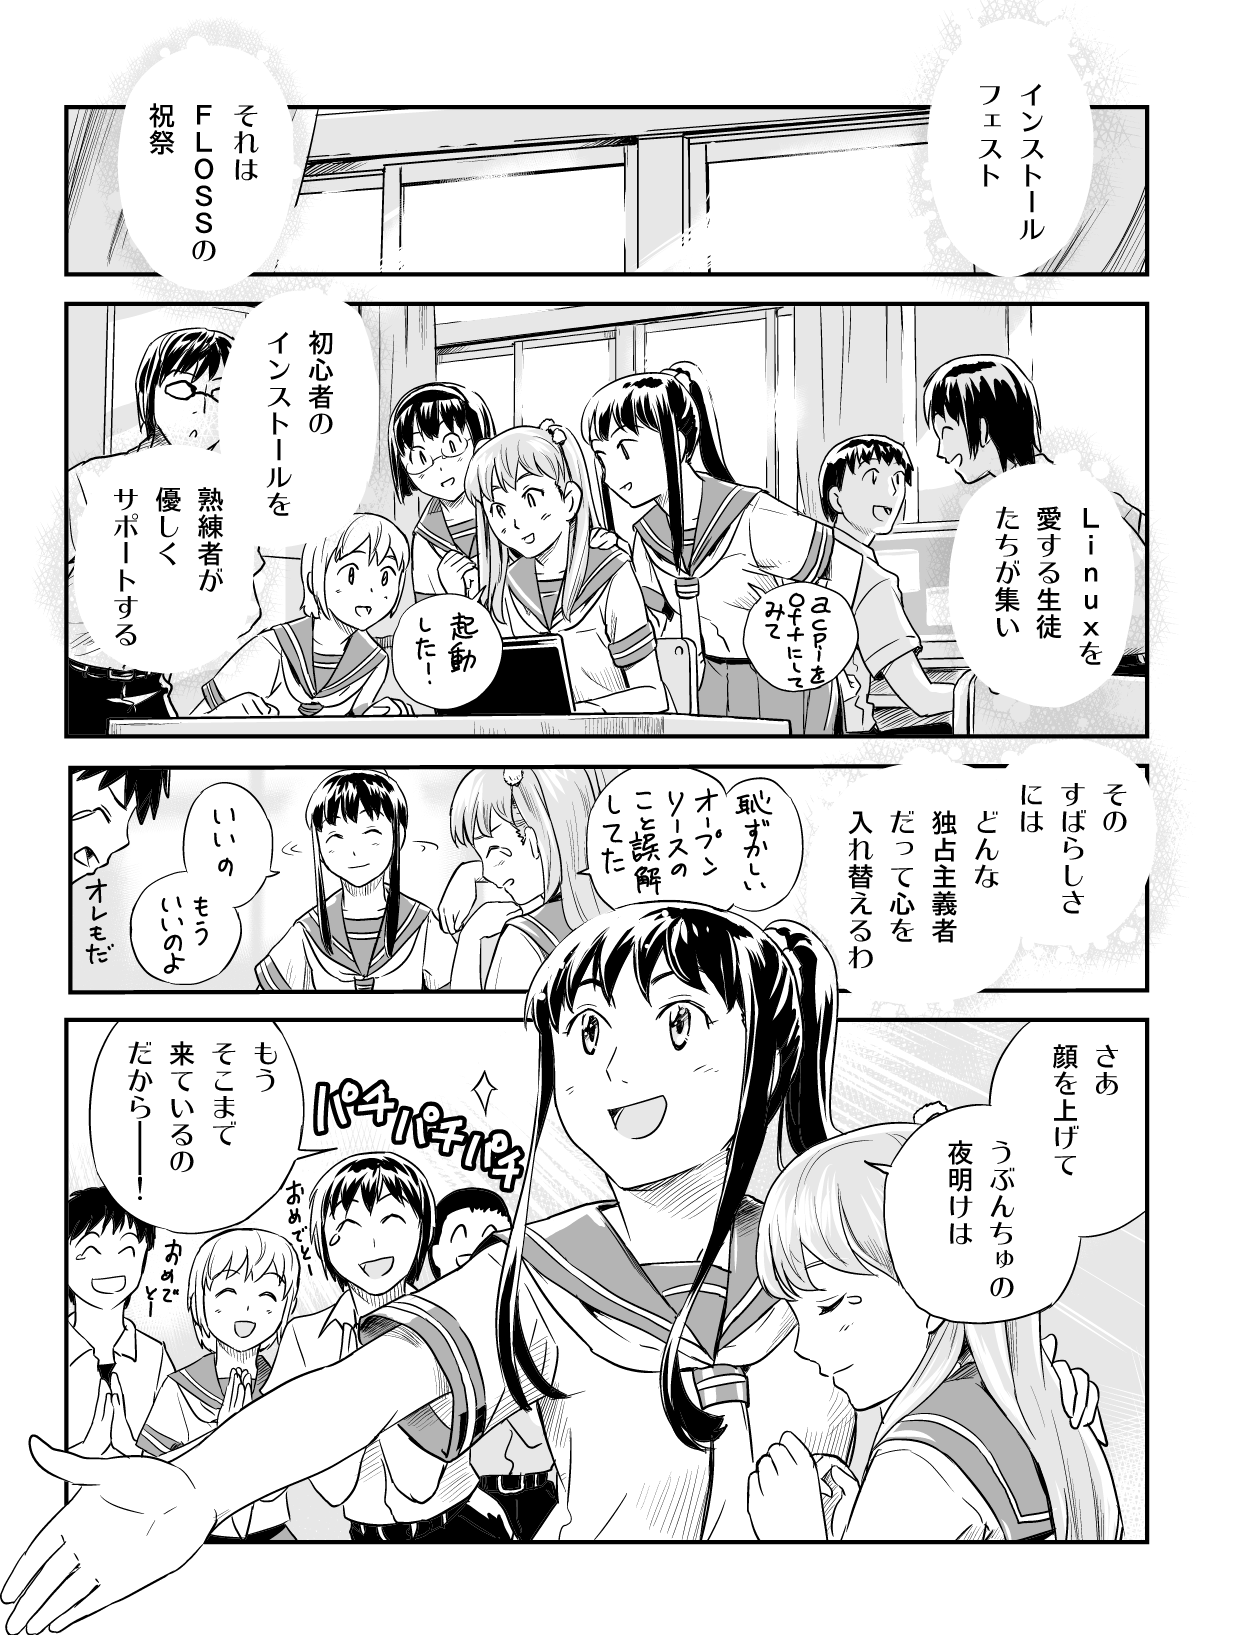 インストール
フェスト
それは
FLOSSの
祝祭
Linuxを
愛する生徒
たちが集い
初心者の
インストールを
熟練者が
優しく
サポートする
acpiを
offにして
みて
起動
した!
その
すばらしさ
には
どんな
独占主義者
だって心を
入れ替えるわ
恥ずかしい
オープン
ソースの
こと誤解
してた
いいの
もう
いいのよ
オレもだ
さあ
顔を上げて
うぶんちゅの
夜明けは
もう
そこまで
来ているの
だから――!
パチパチパチ
おめでとー
おめで
とー